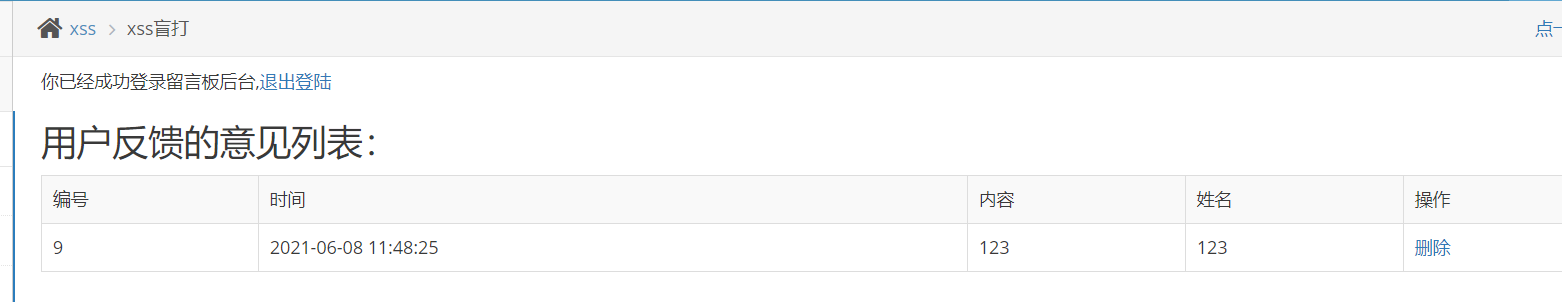 xss > xss盲打 点一
你已经成功登录留言板后台,退出登陆
用户反馈的意见列表：
编号 时间 内容 姓名 操作
9 2021-06-08 11:48:25 123 123 删除